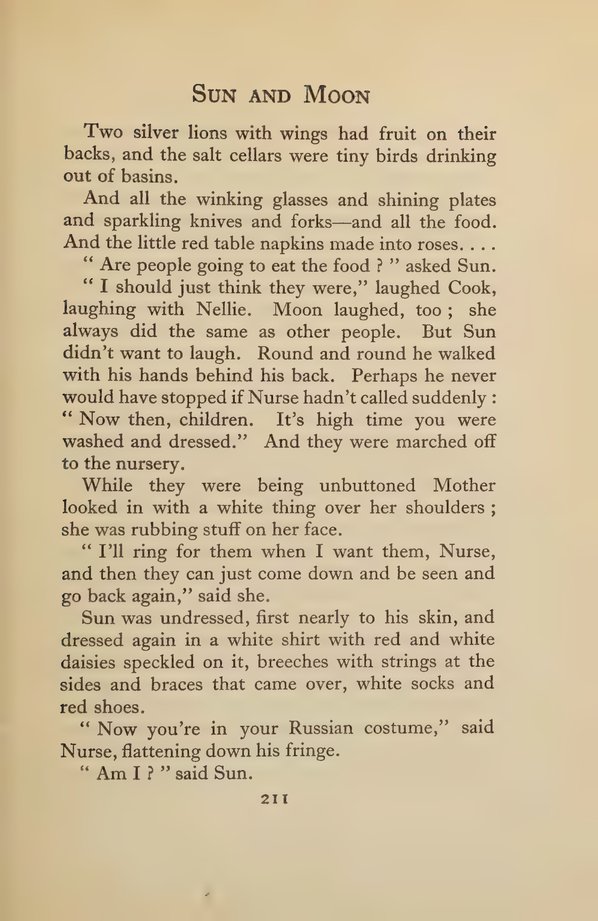 Sun and Moon
Two silver lions with wings had fruit on their
backs, and the salt cellars were tiny birds drinking
out of basins.
And all the winking glasses and shining plates
and sparkling knives and forks—and all the food.
And the little red table napkins made into roses. . . .
“ Are people going to eat the food ? ” asked Sun.
“ I should just think they were,” laughed Cook,
laughing with Nellie. Moon laughed, too ; she
always did the same as other people. But Sun
didn’t want to laugh. Round and round he walked
with his hands behind his back. Perhaps he never
would have stopped if Nurse hadn’t called suddenly :
“ Now then, children. It’s high time you were
washed and dressed.” And they were marched off
to the nursery.
While they were being unbuttoned Mother
looked in with a white thing over her shoulders ;
she was rubbing stuff on her face.
“ I’ll ring for them when I want them, Nurse,
and then they can just come down and be seen and
go back again,” said she.
Sun was undressed, first nearly to his skin, and
dressed again in a white shirt with red and white
daisies speckled on it, breeches with strings at the
sides and braces that came over, white socks and
red shoes.
“ Now you’re in your Russian costume,” said
Nurse, flattening down his fringe.
“ Am I ? ” said Sun.
211